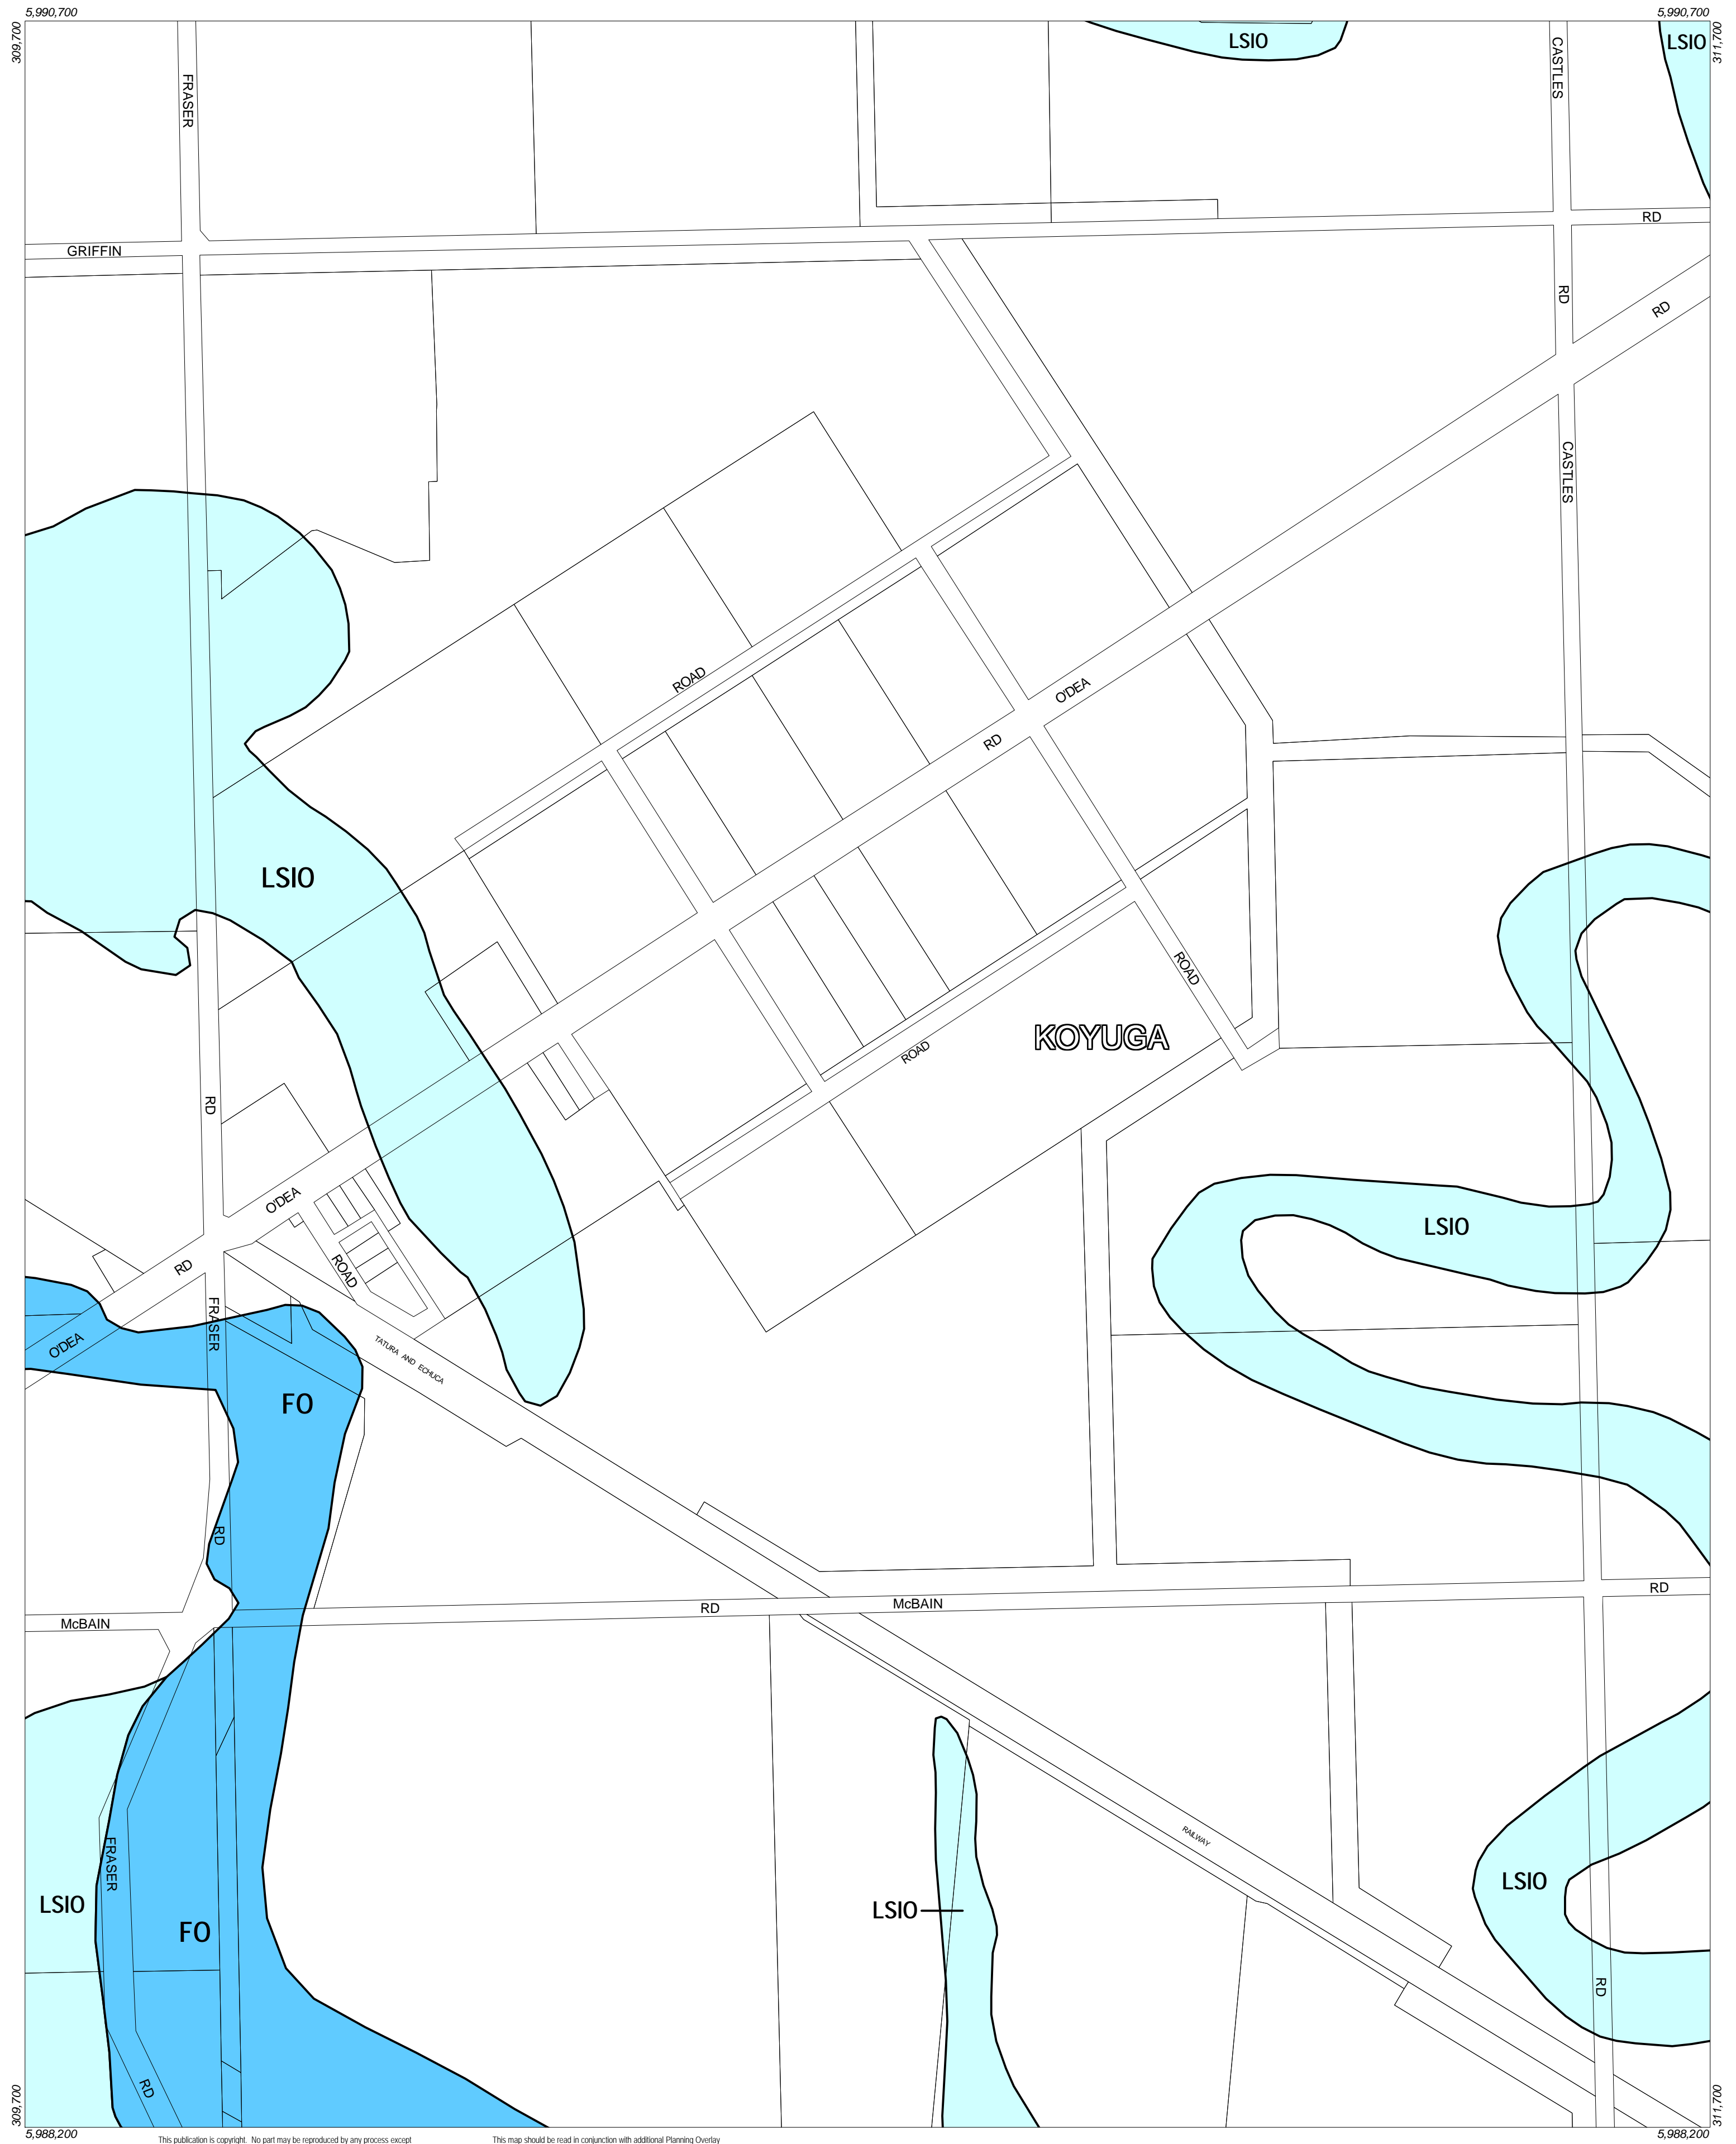 5,990,700
5,990,700
309,700
311,700
LSIO
LSIO
FRASER
CASTLES
RD
GRIFFIN
RD
RD
CASTLES
ROAD
O'DEA
RD
LSIO
ROAD
KOYUGA
ROAD
RD
O'DEA
LSIO
RD
ROAD
FRASER
O'DEA
TATURA AND ECHUCA
FO
RD
RD
McBAIN
RD
McBAIN
RAILWAY
FRASER
LSIO
LSIO
LSIO
FO
RD
RD
309,700
311,700
5,988,200
5,988,200
This publication is copyright. No part may be reproduced by any process except
This map should be read in conjunction with additional Planning Overlay